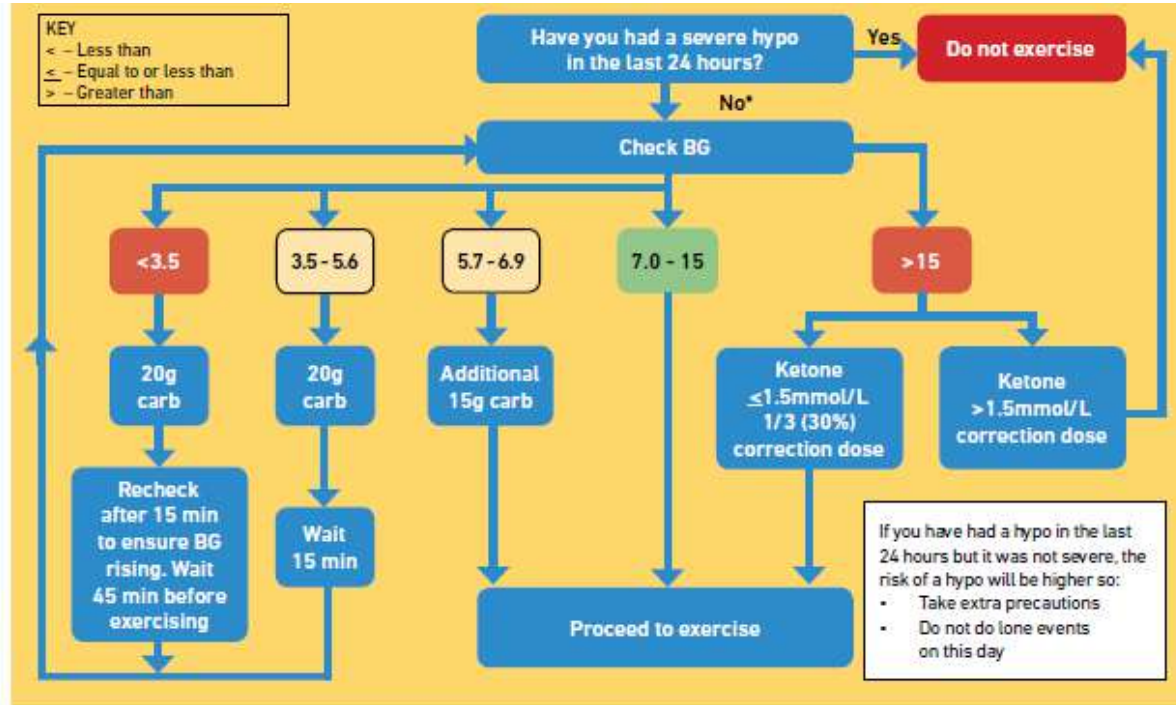 KEY
< – Less than
≤ – Equal to or less than
> – Greater than
Have you had a severe hypo
in the last 24 hours?
Yes
Do not exercise
No*
Check BG
<3.5
3.5 - 5.6
5.7 - 6.9
7.0 - 15
>15
20g
carb
20g
carb
Additional
15g carb
Ketone
≤1.5mmol/L
1/3 (30%)
correction dose
Ketone
>1.5mmol/L
correction dose
Recheck
after 15 min
to ensure BG
rising. Wait
45 min before
exercising
Wait
15 min
Proceed to exercise
If you have had a hypo in the last
24 hours but it was not severe, the
risk of a hypo will be higher so:
• Take extra precautions
• Do not do lone events
on this day